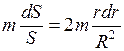 m dS/S = 2m rdr/R²